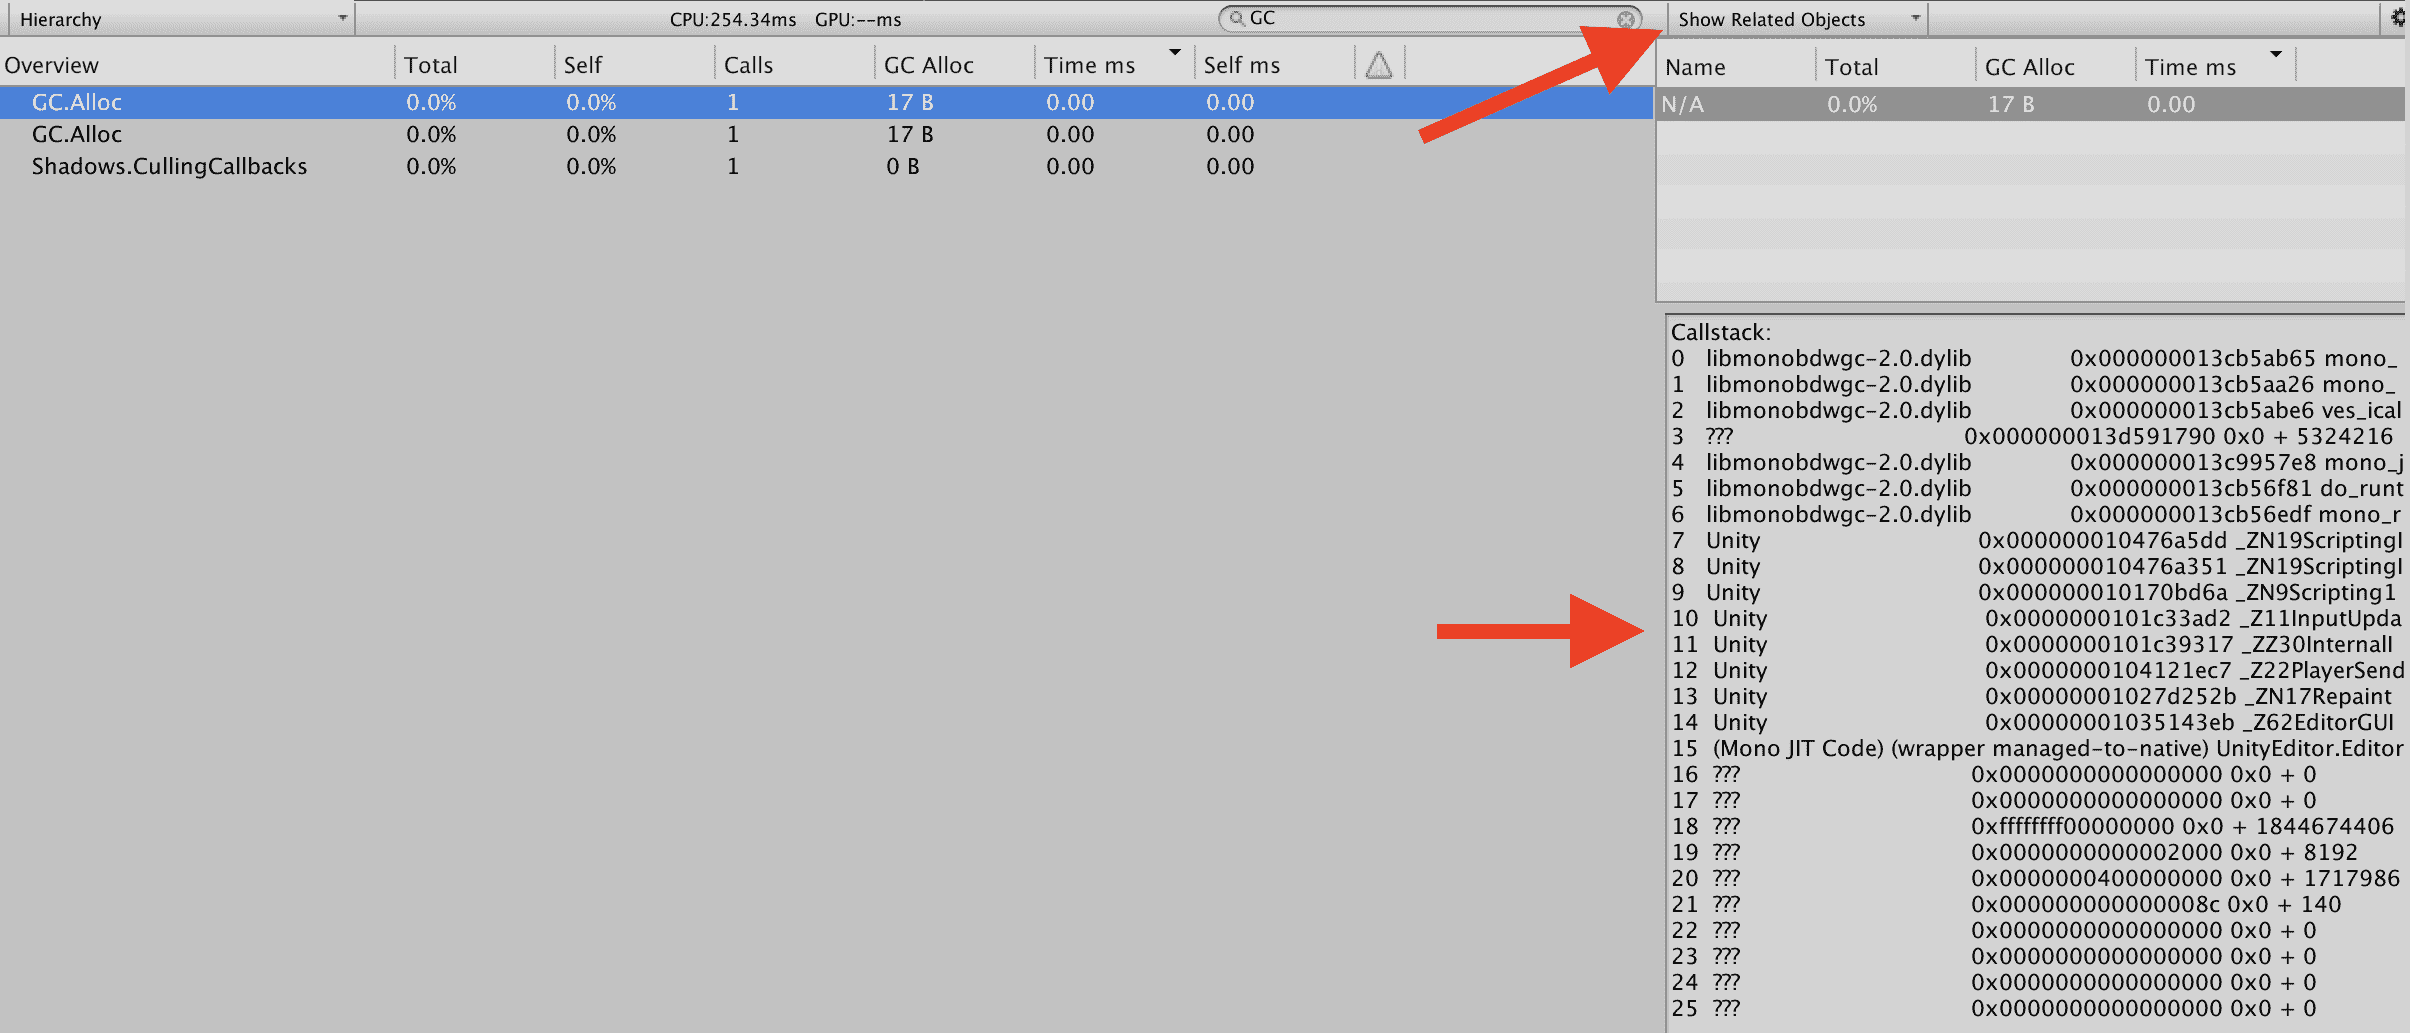 Hierarchy CPU:254.34ms GPU:--ms GC Show Related Objects
Overview Total Self Calls GC Alloc Time ms Self ms
GC.Alloc 0.0% 0.0% 1 17 B 0.00 0.00
GC.Alloc 0.0% 0.0% 1 17 B 0.00 0.00
Shadows.CullingCallbacks 0.0% 0.0% 1 0 B 0.00 0.00
Name Total GC Alloc Time ms
N/A 0.0% 17 B 0.00
Callstack:
0 libmonobdwgc-2.0.dylib 0x000000013cb5ab65 mono_
1 libmonobdwgc-2.0.dylib 0x000000013cb5aa26 mono_
2 libmonobdwgc-2.0.dylib 0x000000013cb5abe6 ves_ical
3 ??? 0x000000013d591790 0x0 + 5324216
4 libmonobdwgc-2.0.dylib 0x000000013c9957e8 mono_j
5 libmonobdwgc-2.0.dylib 0x000000013cb56f81 do_runt
6 libmonobdwgc-2.0.dylib 0x000000013cb56edf mono_r
7 Unity 0x000000010476a5dd _ZN19ScriptingI
8 Unity 0x000000010476a351 _ZN19ScriptingI
9 Unity 0x000000010170bd6a _ZN9Scripting1
10 Unity 0x0000000101c33ad2 _Z11InputUpda
11 Unity 0x0000000101c39317 _ZZ30InternalI
12 Unity 0x0000000104121ec7 _Z22PlayerSend
13 Unity 0x00000001027d252b _ZN17Repaint
14 Unity 0x00000001035143eb _Z62EditorGUI
15 (Mono JIT Code) (wrapper managed-to-native) UnityEditor.Editor
16 ??? 0x0000000000000000 0x0 + 0
17 ??? 0x0000000000000000 0x0 + 0
18 ??? 0xffffffff00000000 0x0 + 1844674406
19 ??? 0x0000000000002000 0x0 + 8192
20 ??? 0x0000000400000000 0x0 + 1717986
21 ??? 0x000000000000008c 0x0 + 140
22 ??? 0x0000000000000000 0x0 + 0
23 ??? 0x0000000000000000 0x0 + 0
24 ??? 0x0000000000000000 0x0 + 0
25 ??? 0x0000000000000000 0x0 + 0